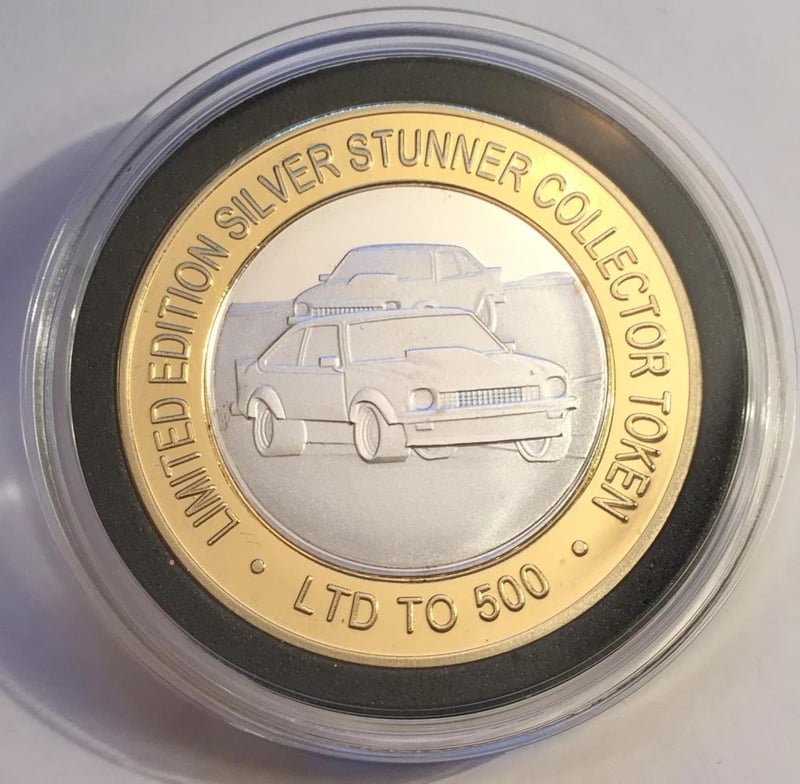 LIMITED EDITION SILVER STUNNER COLLECTOR TOKEN
• LTD TO 500 •